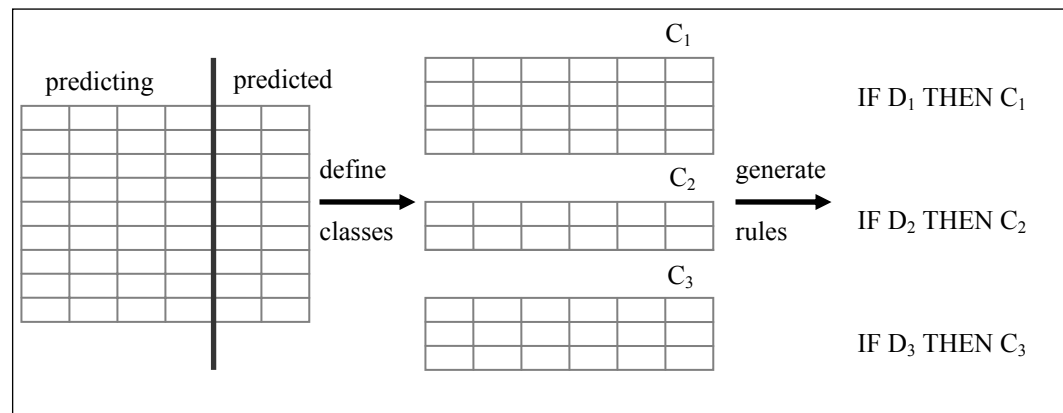 predicting
predicted
define
classes
C₁
C₂
C₃
generate
rules
IF D₁ THEN C₁
IF D₂ THEN C₂
IF D₃ THEN C₃